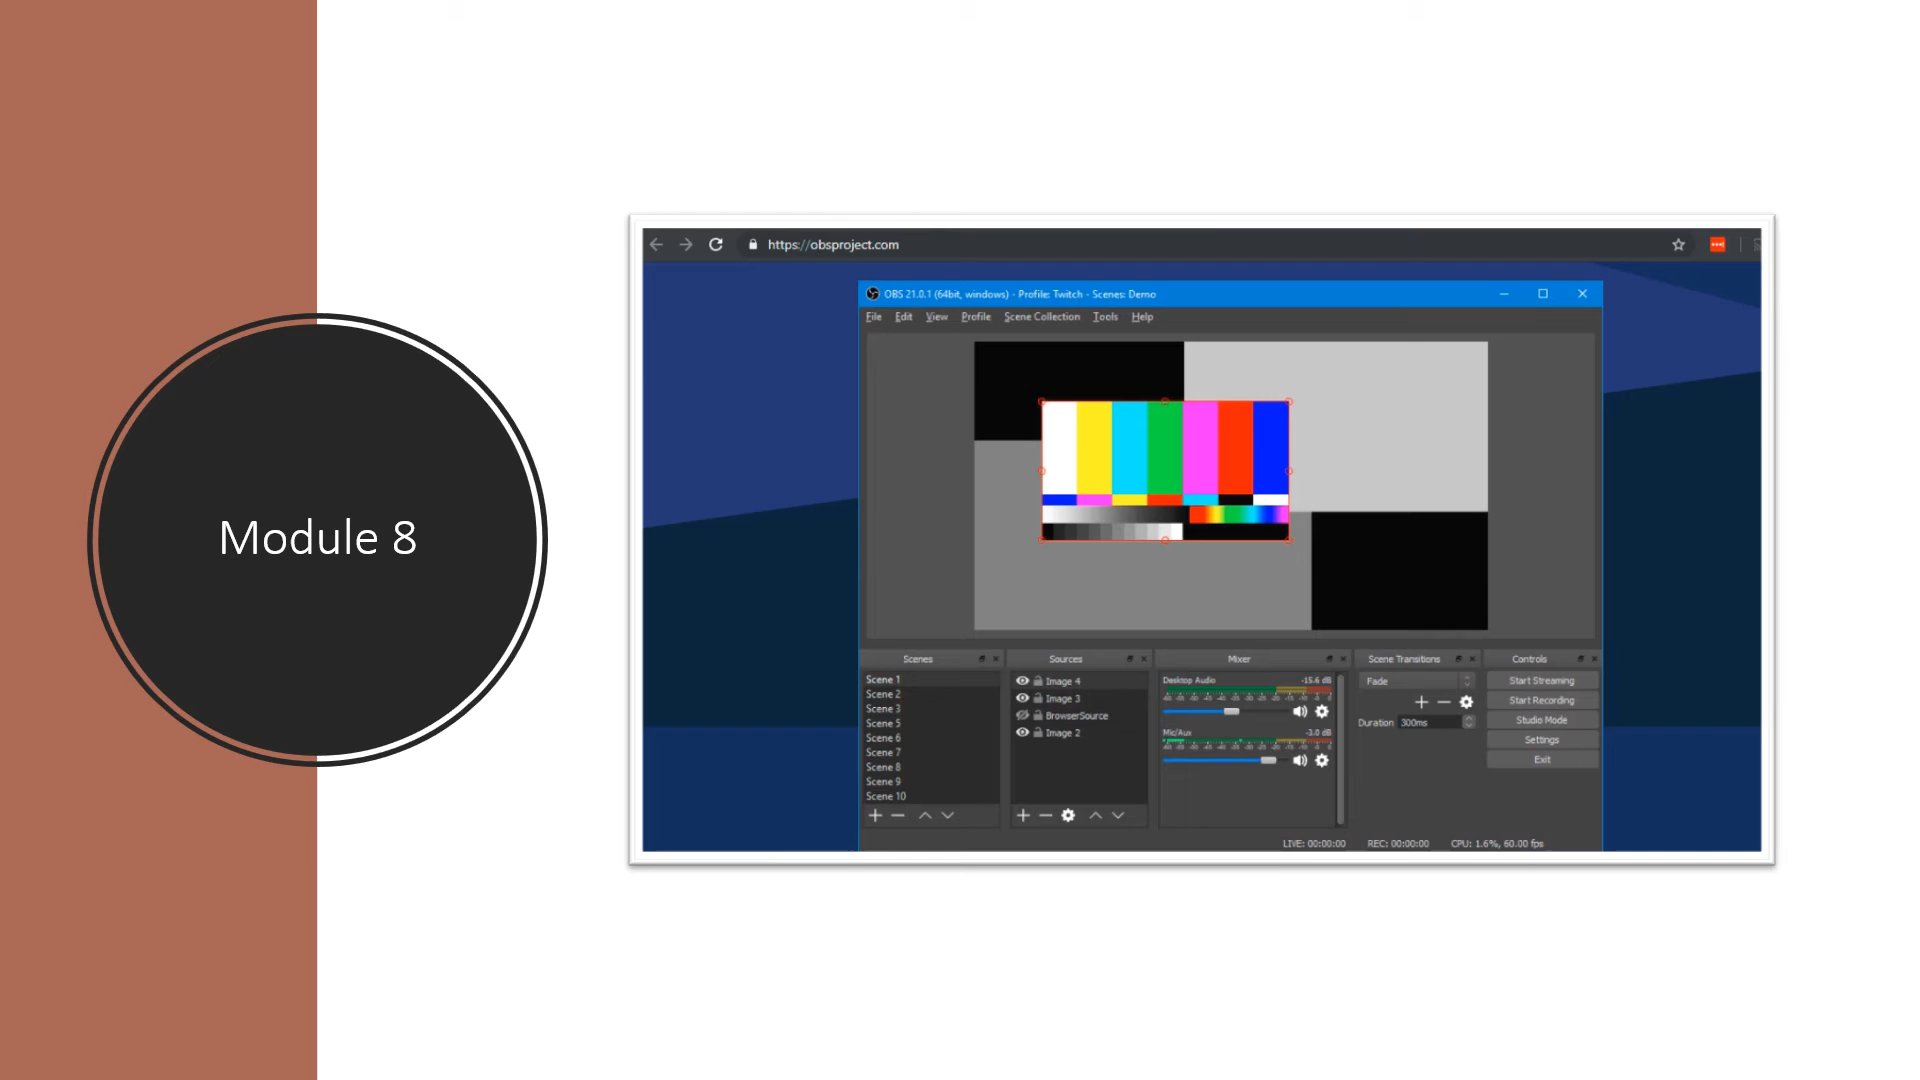 Module 8
https://obsproject.com
OBS 21.0.1 (64bit, windows) - Profile: Twitch - Scenes: Demo
File Edit View Profile Scene Collection Tools Help
Scenes
Scene 1
Scene 2
Scene 3
Scene 5
Scene 6
Scene 7
Scene 8
Scene 9
Scene 10
Sources
Image 4
Image 3
BrowserSource
Image 2
Mixer
Desktop Audio -15.6 dB
Mic/Aux -3.0 dB
Scene Transitions
Fade
Duration 300ms
Controls
Start Streaming
Start Recording
Studio Mode
Settings
Exit
LIVE: 00:00:00 REC: 00:00:00 CPU: 1.6%, 60.00 fps